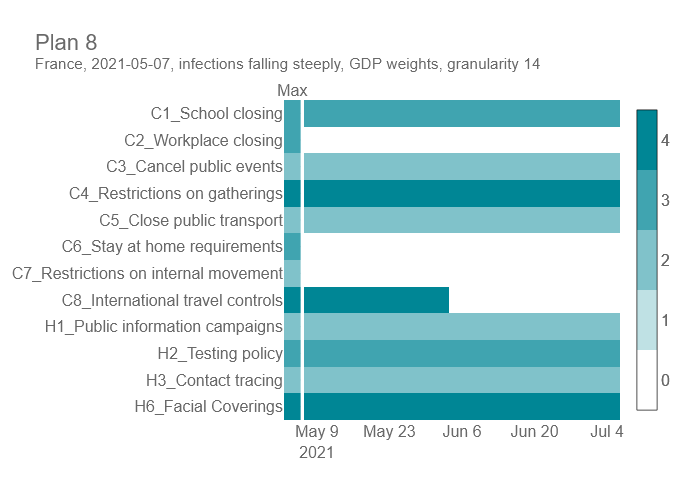 Plan 8
France, 2021-05-07, infections falling steeply, GDP weights, granularity 14
Max
C1_School closing
C2_Workplace closing
C3_Cancel public events
C4_Restrictions on gatherings
C5_Close public transport
C6_Stay at home requirements
C7_Restrictions on internal movement
C8_International travel controls
H1_Public information campaigns
H2_Testing policy
H3_Contact tracing
H6_Facial Coverings
May 9 May 23 Jun 6 Jun 20 Jul 4
2021
4
3
2
1
0